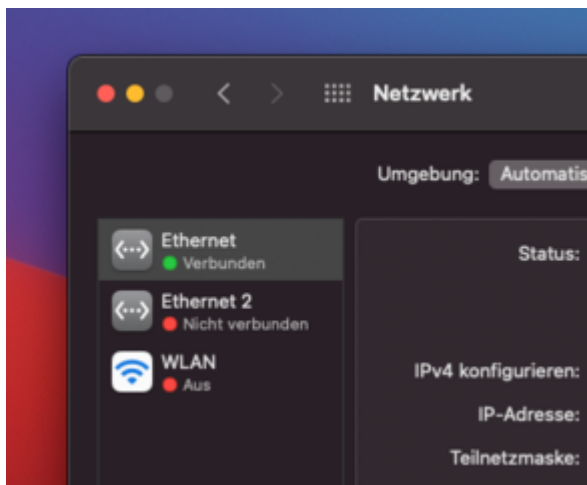 Netzwerk
Umgebung: Automatis
Ethernet
Verbunden
Ethernet 2
Nicht verbunden
WLAN
Aus
Status:
IPv4 konfigurieren:
IP-Adresse:
Teilnetzmaske: